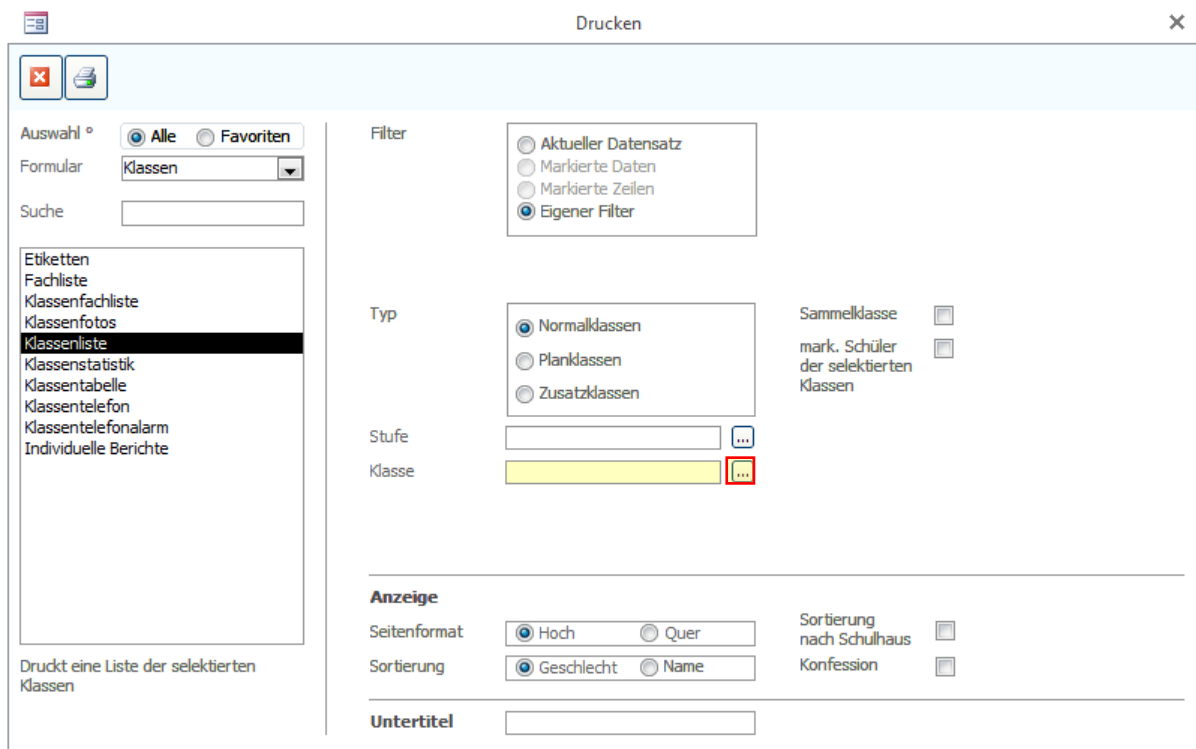 Drucken
Auswahl °
Alle
Favoriten
Formular
Klassen
Suche
Etiketten
Fachliste
Klassenfachliste
Klassenfotos
Klassenliste
Klassenstatistik
Klassentabelle
Klassentelefon
Klassentelefonalarm
Individuelle Berichte
Druckt eine Liste der selektierten
Klassen
Filter
Aktueller Datensatz
Markierte Daten
Markierte Zeilen
Eigener Filter
Typ
Normalklassen
Planklassen
Zusatzklassen
Sammelklasse
mark. Schüler
der selektierten
Klassen
Stufe
...
Klasse
...
Anzeige
Seitenformat
Hoch
Quer
Sortierung
nach Schulhaus
Sortierung
Geschlecht
Name
Konfession
Untertitel